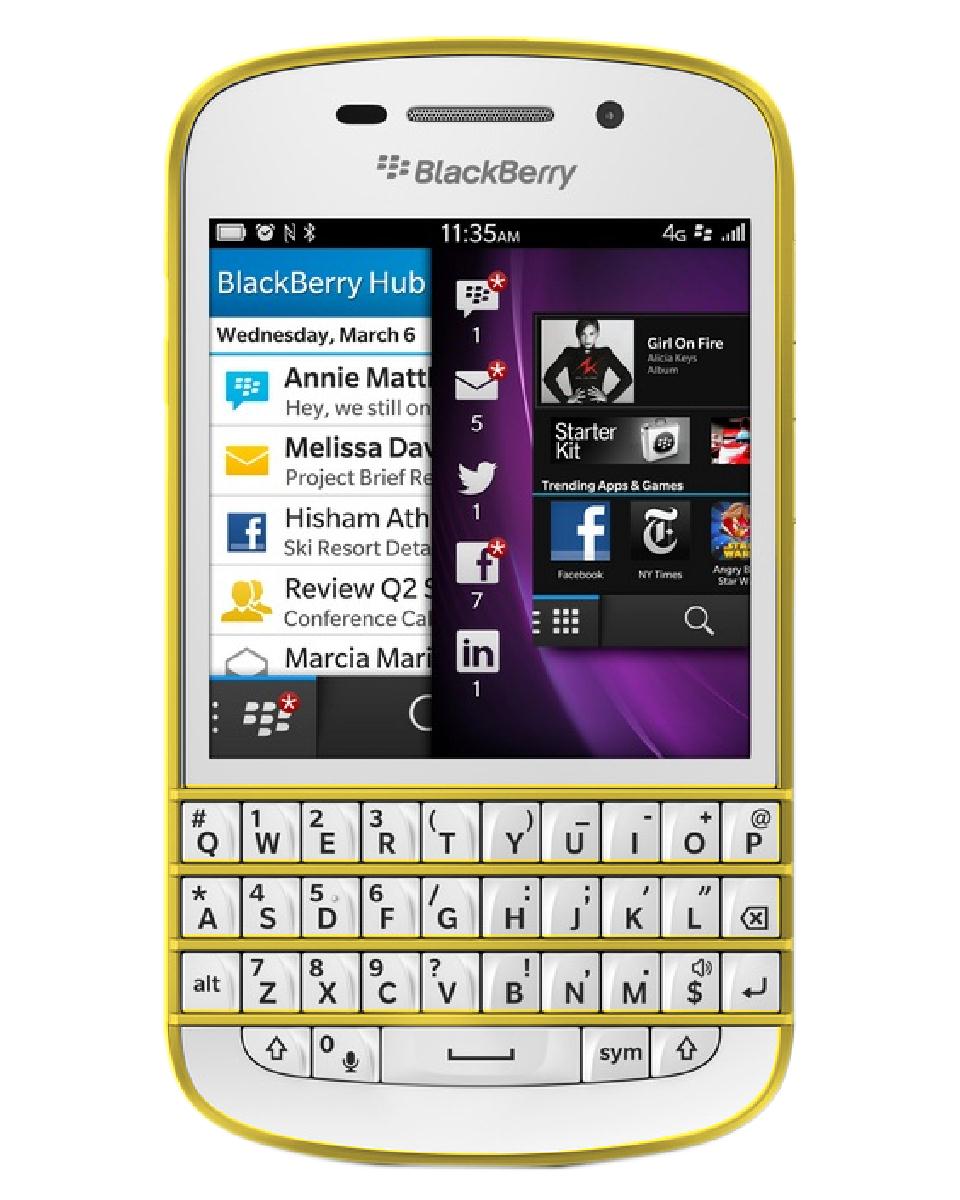 BlackBerry
11:35AM
4G
BlackBerry Hub
Wednesday, March 6
Annie Matt
Hey, we still on
Melissa Dav
Project Brief Re
Hisham Ath
Ski Resort Deta
Review Q2 S
Conference Cal
Marcia Mari
1
5
1
7
in
1
Girl On Fire
Alicia Keys
Album
Starter
Kit
Trending Apps & Games
Facebook
NY Times
Angry B
Star W
# Q 1 W 2 E 3 R ( T ) Y _ U - I + O @ P
* A 4 S 5 D 6 F / G : H ; J ' K " L
alt 7 Z 8 X 9 C ? V ! B , N . M $
0 sym